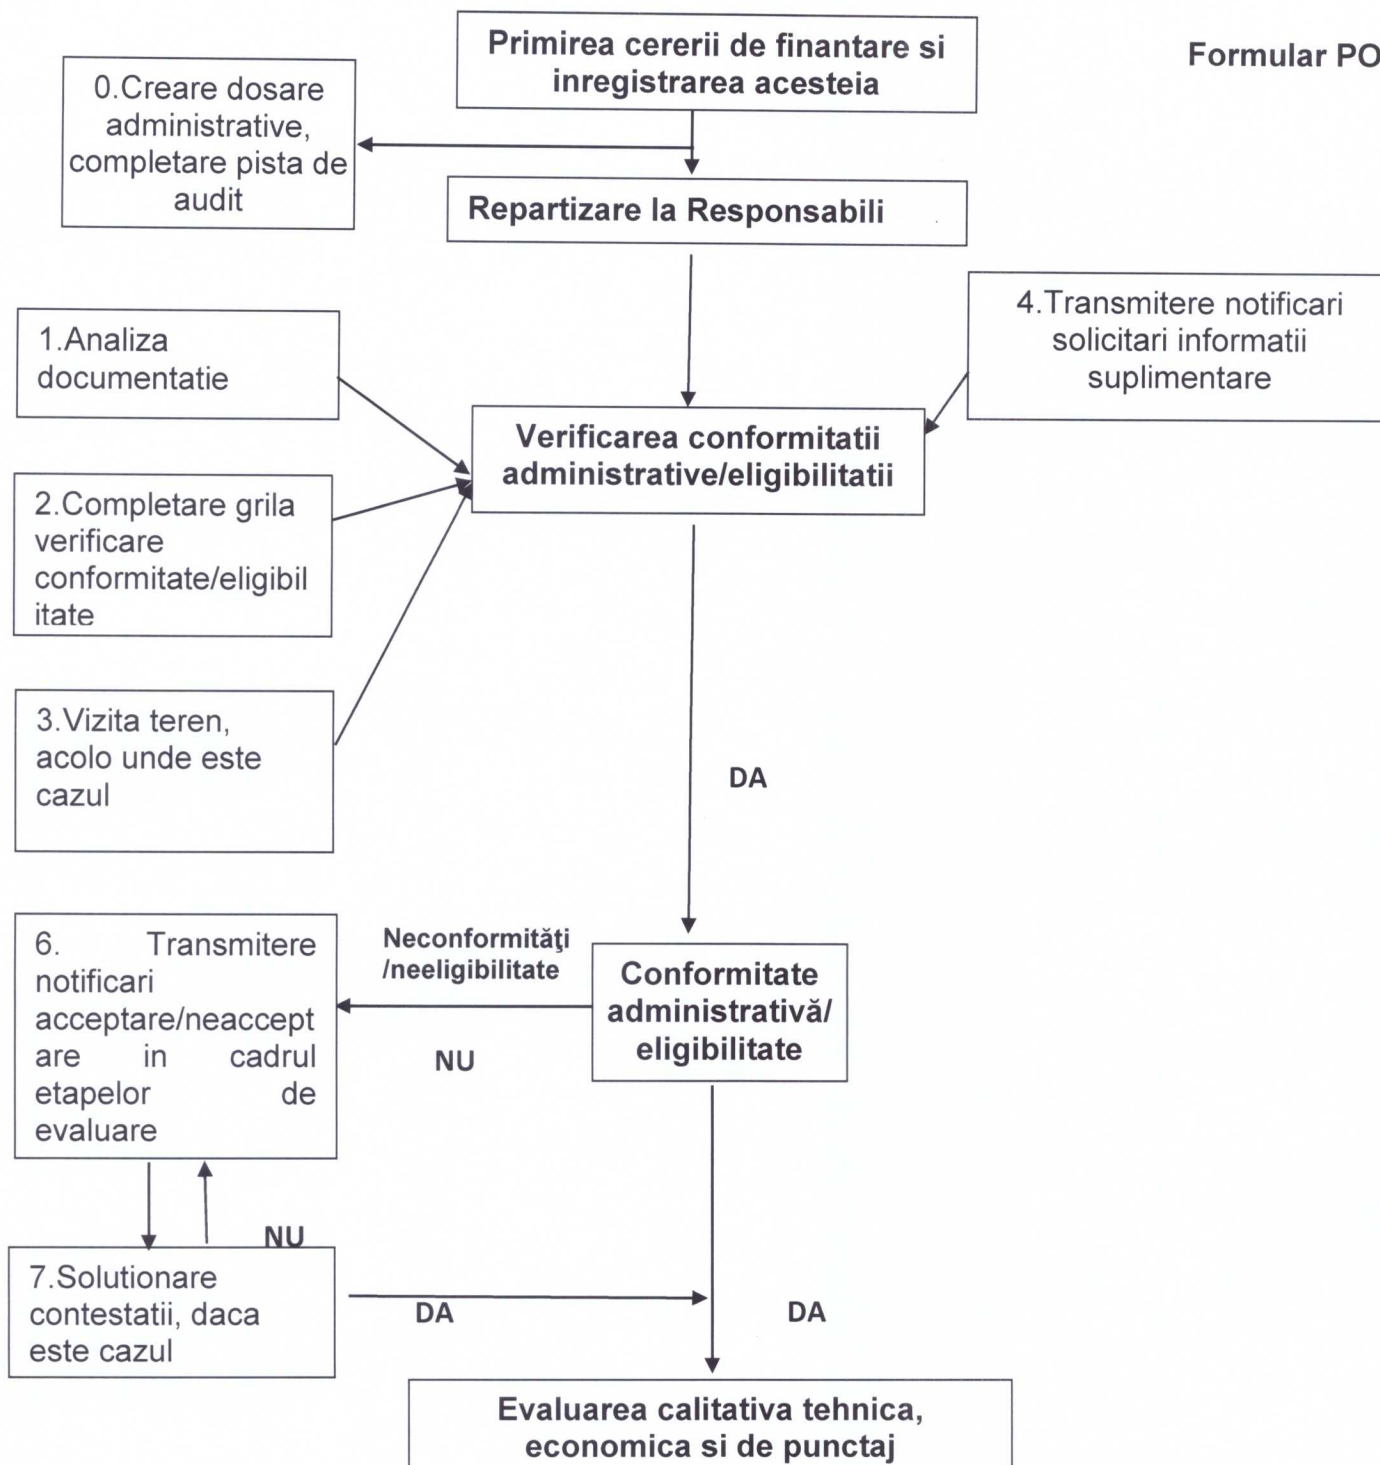 Primirea cererii de finantare si
inregistrarea acesteia
Formular PO
0.Creare dosare
administrative,
completare pista de
audit
Repartizare la Responsabili
1.Analiza
documentatie
4.Transmitere notificari
solicitari informatii
suplimentare
Verificarea conformitatii
administrative/eligibilitatii
2.Completare grila
verificare
conformitate/eligibil
itate
3.Vizita teren,
acolo unde este
cazul
DA
6. Transmitere
notificari
acceptare/neaccept
are in cadrul
etapelor de
evaluare
Neconformităţi
/neeligibilitate
NU
Conformitate
administrativă/
eligibilitate
NU
7.Solutionare
contestatii, daca
este cazul
DA
DA
Evaluarea calitativa tehnica,
economica si de punctaj